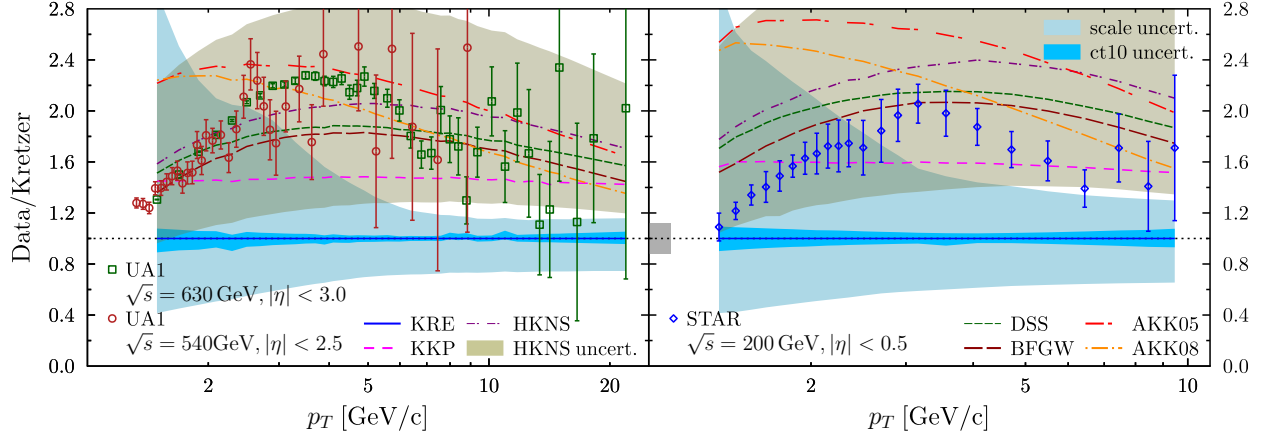 2.8
2.4
2.0
1.6
1.2
0.8
0.4
0.0
Data/Kretzer
UA1
√s = 630 GeV, |η| < 3.0
UA1
√s = 540GeV, |η| < 2.5
KRE
KKP
HKNS
HKNS uncert.
2
5
10
20
p_T [GeV/c]
scale uncert.
ct10 uncert.
STAR
√s = 200 GeV, |η| < 0.5
DSS
BFGW
AKK05
AKK08
2
5
10
p_T [GeV/c]
2.8
2.4
2.0
1.6
1.2
0.8
0.4
0.0